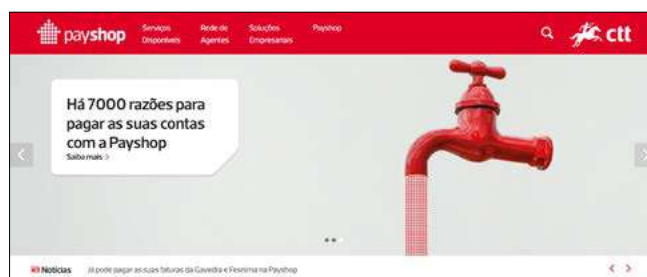 payshop
Serviços Disponíveis
Rede de Agentes
Soluções Empresariais
Payshop
ctt
Há 7000 razões para
pagar as suas contas
com a Payshop
Saiba mais >
Notícias
Já pode pagar as suas faturas da Gavedra e Fesnima na Payshop